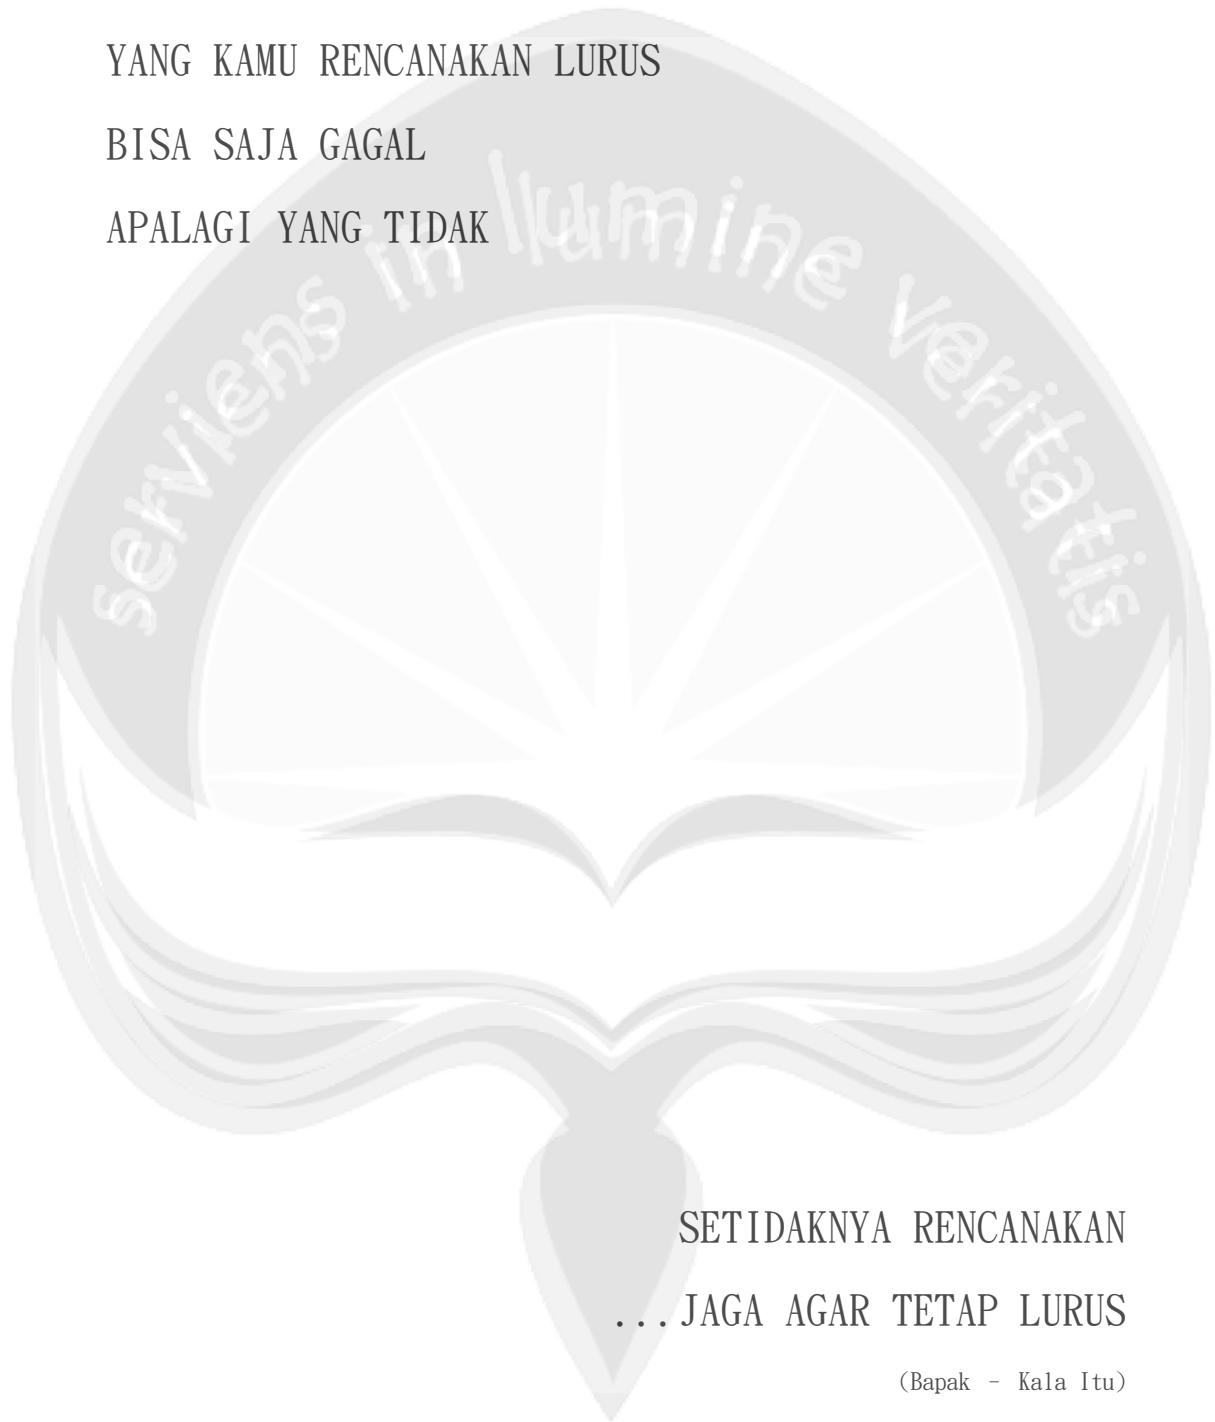 YANG KAMU RENCANAKAN LURUS
BISA SAJA GAGAL
APALAGI YANG TIDAK
serviens in lumine veritatis
SETIDAKNYA RENCANAKAN
...JAGA AGAR TETAP LURUS
(Bapak – Kala Itu)